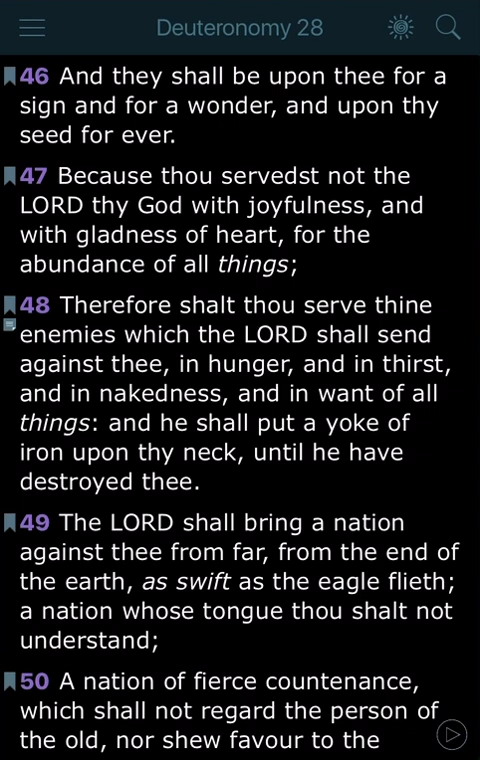 Deuteronomy 28
46 And they shall be upon thee for a
sign and for a wonder, and upon thy
seed for ever.
47 Because thou servedst not the
LORD thy God with joyfulness, and
with gladness of heart, for the
abundance of all things;
48 Therefore shalt thou serve thine
enemies which the LORD shall send
against thee, in hunger, and in thirst,
and in nakedness, and in want of all
things: and he shall put a yoke of
iron upon thy neck, until he have
destroyed thee.
49 The LORD shall bring a nation
against thee from far, from the end of
the earth, as swift as the eagle flieth;
a nation whose tongue thou shalt not
understand;
50 A nation of fierce countenance,
which shall not regard the person of
the old, nor shew favour to the